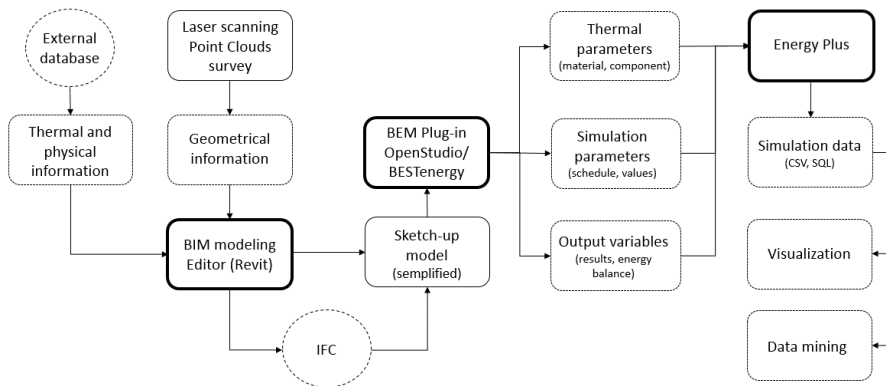 External
database
Laser scanning
Point Clouds
survey
Thermal and
physical
information
Geometrical
information
BIM modeling
Editor (Revit)
IFC
Sketch-up
model
(semplified)
BEM Plug-in
OpenStudio/
BESTenergy
Thermal
parameters
(material, component)
Simulation
parameters
(schedule, values)
Output variables
(results, energy
balance)
Energy Plus
Simulation data
(CSV, SQL)
Visualization
Data mining